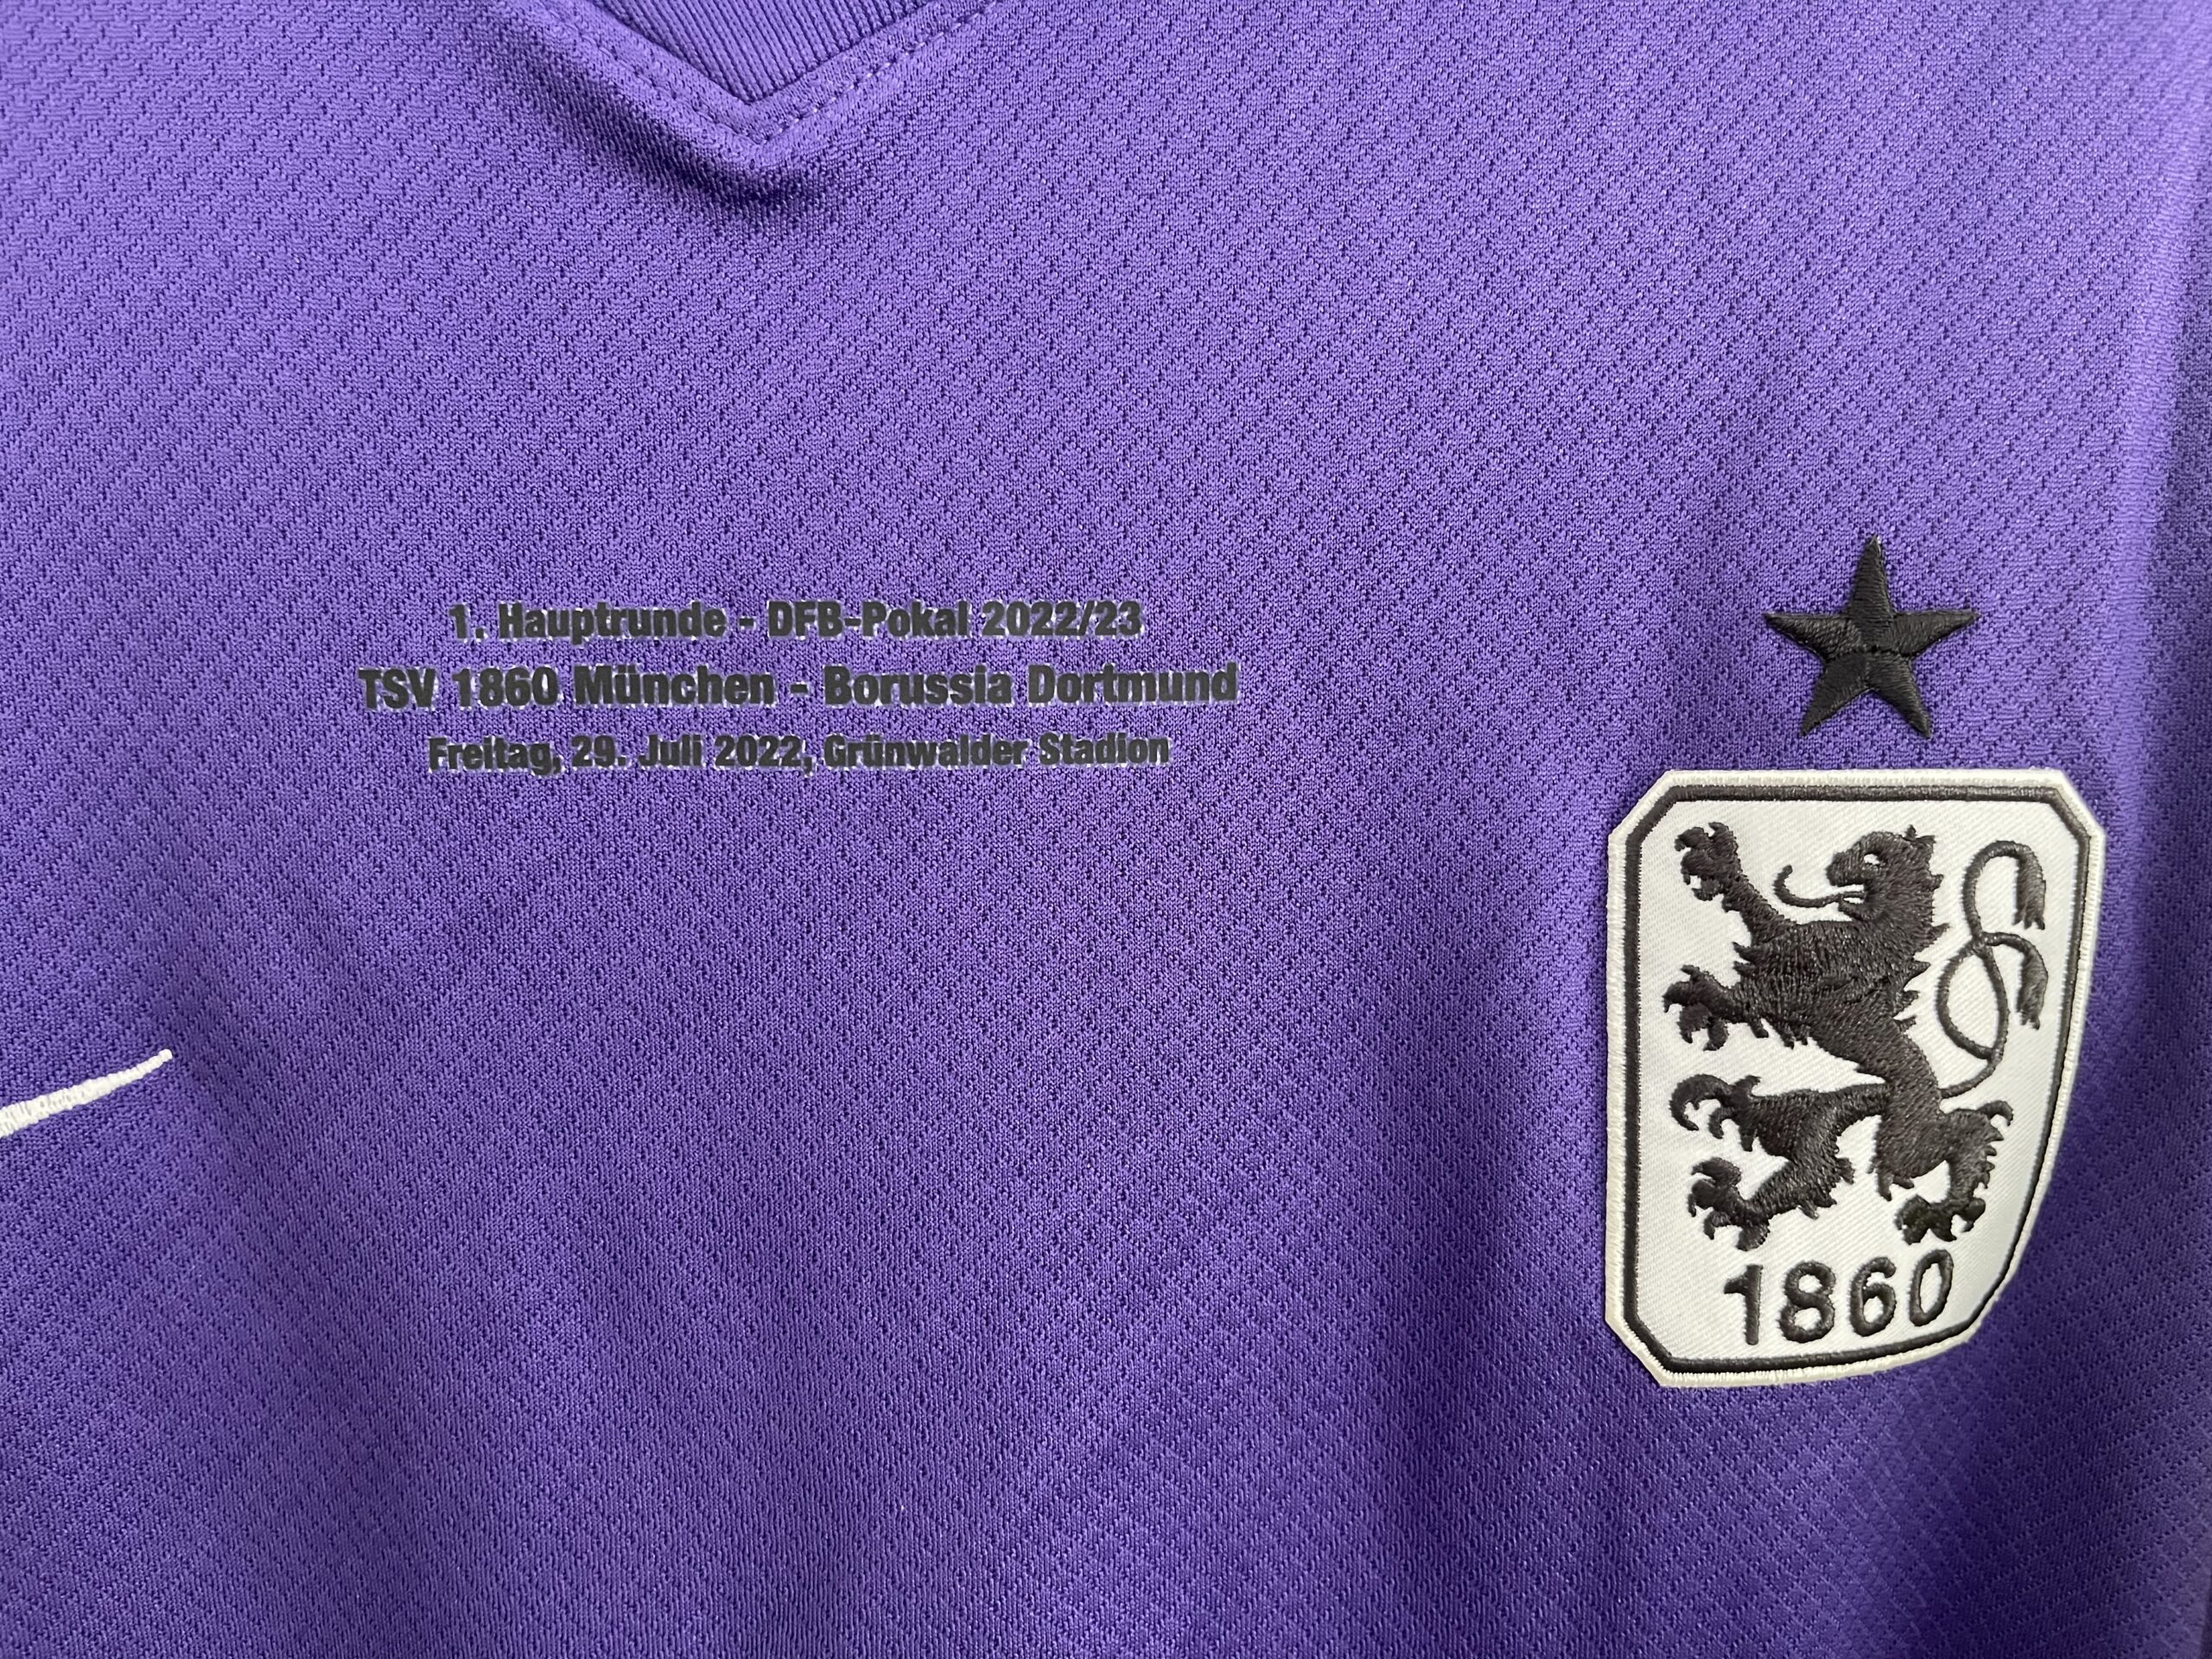 1. Hauptrunde - DFB-Pokal 2022/23
TSV 1860 München - Borussia Dortmund
Freitag, 29. Juli 2022, Grünwalder Stadion
1860